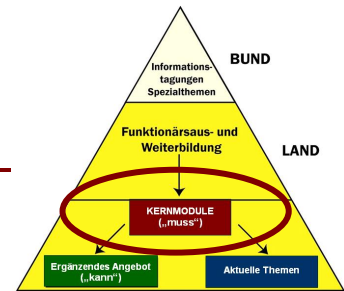 BUND
Informations-
tagungen
Spezialthemen
Funktionärsaus- und
Weiterbildung
LAND
KERNMODULE
(„muss“)
Ergänzendes Angebot
(„kann“)
Aktuelle Themen